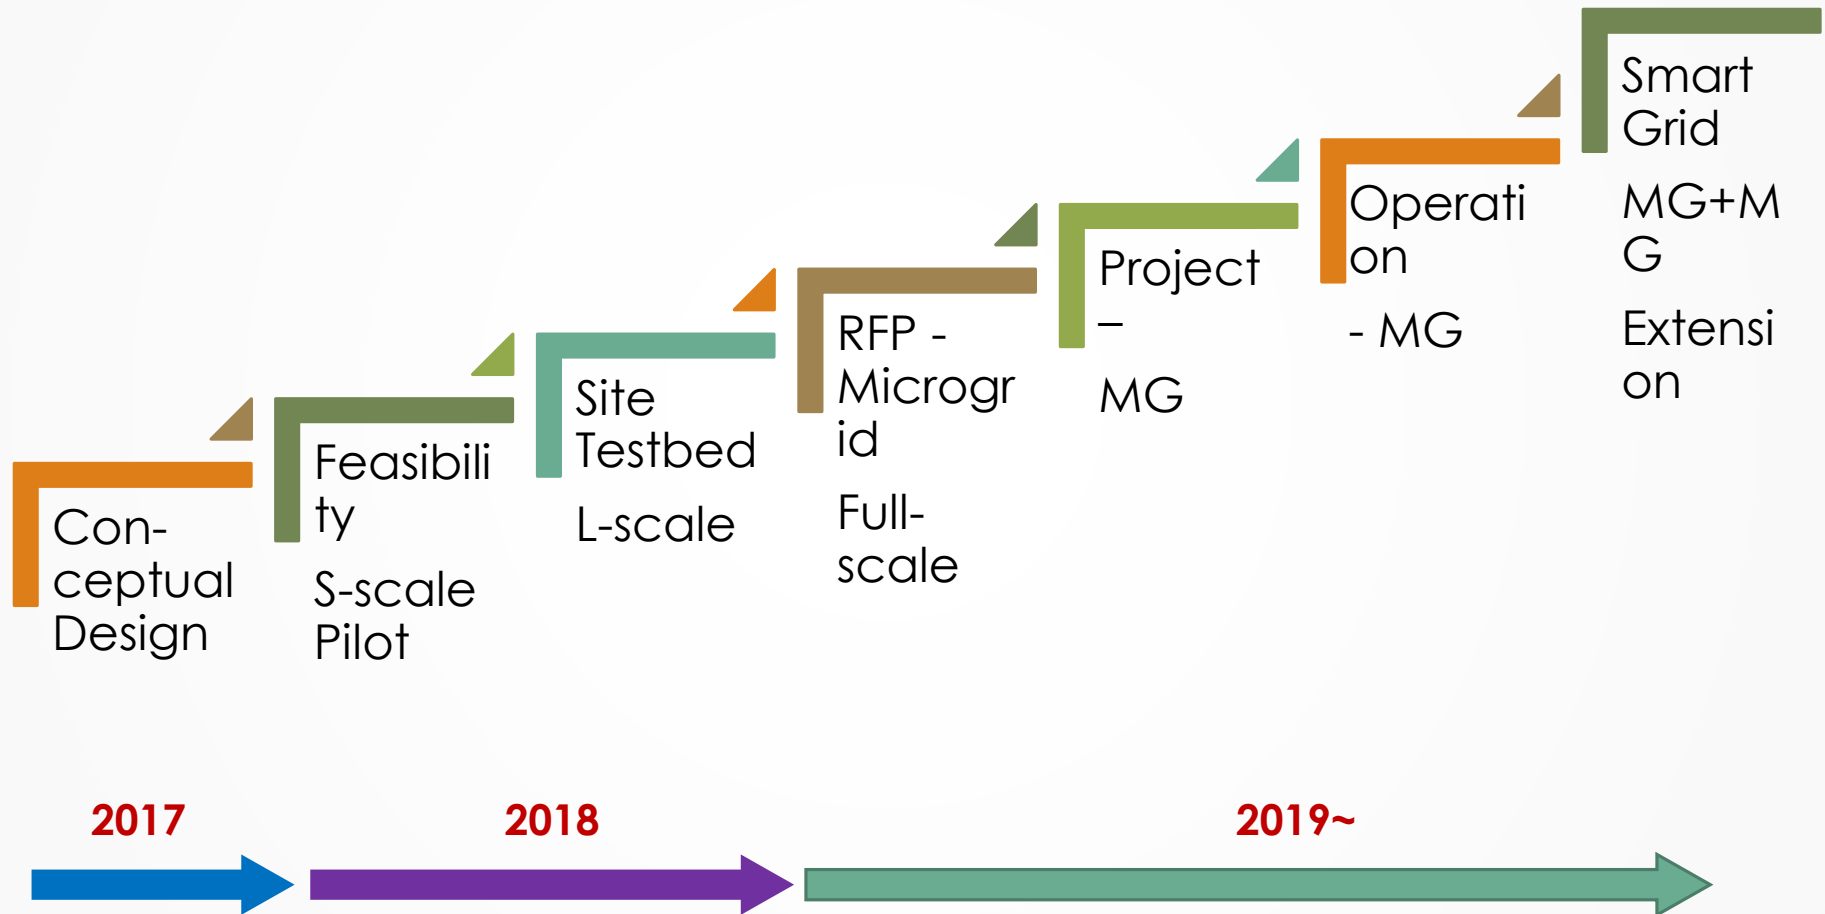 Con-
ceptual
Design
Feasibili
ty
S-scale
Pilot
Site
Testbed
L-scale
RFP -
Microgr
id
Full-
scale
Project
–
MG
Operati
on
- MG
Smart
Grid
MG+M
G
Extensi
on
2017
2018
2019~